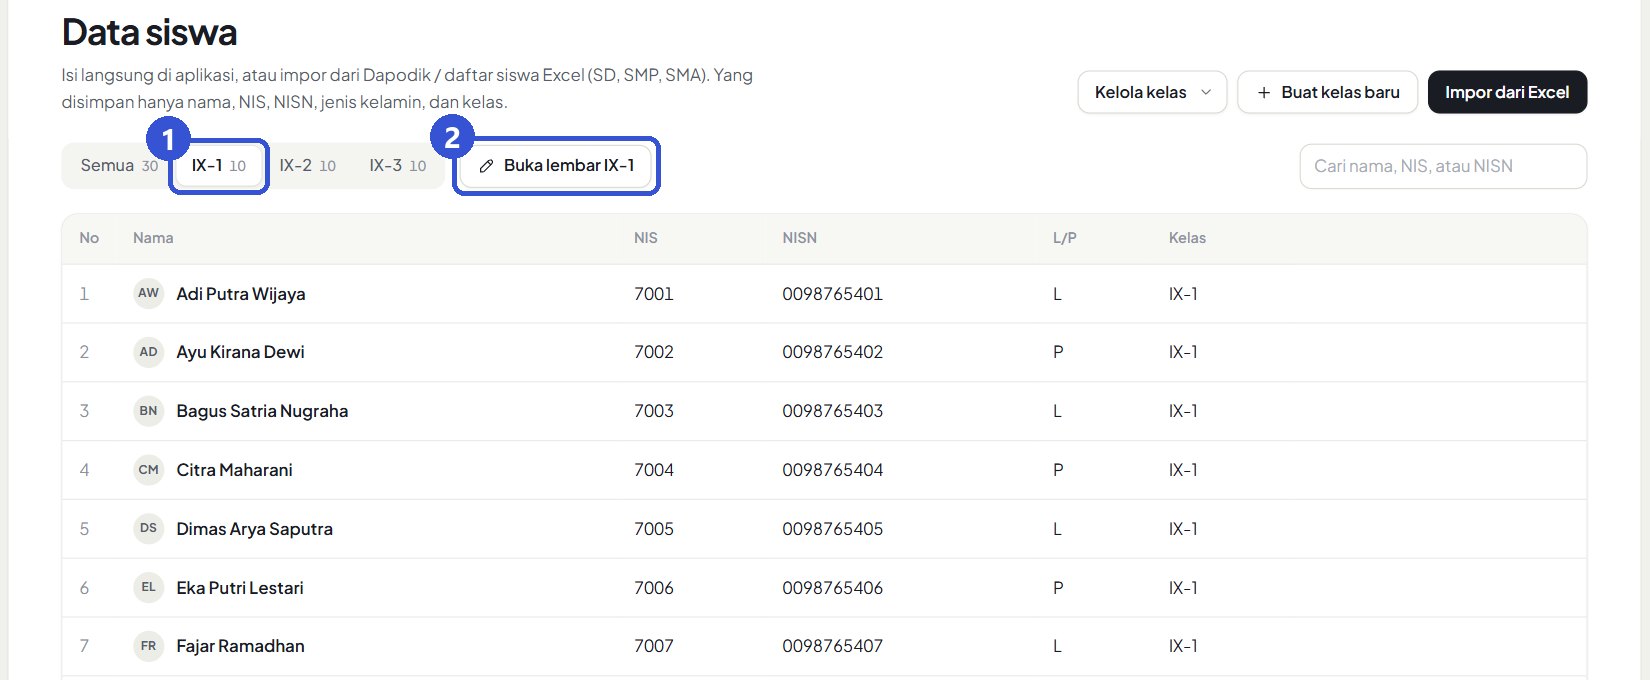 Data siswa
Isi langsung di aplikasi, atau impor dari Dapodik / daftar siswa Excel (SD, SMP, SMA). Yang
disimpan hanya nama, NIS, NISN, jenis kelamin, dan kelas.
Kelola kelas
+ Buat kelas baru
Impor dari Excel
1
2
Semua 30
IX-1 10
IX-2 10
IX-3 10
Buka lembar IX-1
Cari nama, NIS, atau NISN
No Nama NIS NISN L/P Kelas
1 AW Adi Putra Wijaya 7001 0098765401 L IX-1
2 AD Ayu Kirana Dewi 7002 0098765402 P IX-1
3 BN Bagus Satria Nugraha 7003 0098765403 L IX-1
4 CM Citra Maharani 7004 0098765404 P IX-1
5 DS Dimas Arya Saputra 7005 0098765405 L IX-1
6 EL Eka Putri Lestari 7006 0098765406 P IX-1
7 FR Fajar Ramadhan 7007 0098765407 L IX-1